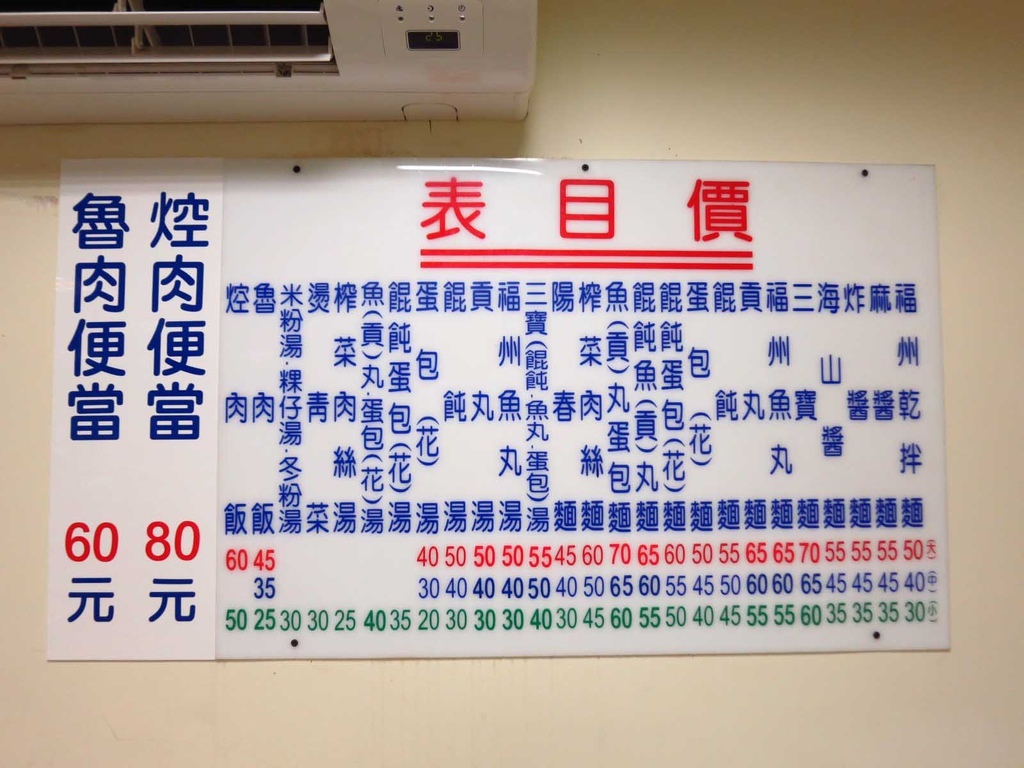 價目表
(大) (中) (小)
福州乾拌麵 50 40 30
麻醬麵 55 45 35
炸醬麵 55 45 35
海山醬麵 55 45 35
三寶麵 70 65 60
福州魚丸麵 65 60 55
貢丸麵 65 60 55
餛飩麵 55 50 45
蛋包(花)麵 50 45 40
餛飩蛋包(花)麵 60 55 50
餛飩魚(貢)丸麵 65 60 55
魚(貢)丸蛋包麵 70 65 60
榨菜肉絲麵 60 50 45
陽春麵 45 40 30
三寶(餛飩.魚丸.蛋包)湯 55 50 40
福州魚丸湯 50 40 30
貢丸湯 50 40 30
餛飩湯 50 40 30
蛋包(花)湯 40 30 20
餛飩蛋包(花)湯 35
魚(貢)丸.蛋包(花)湯 40
榨菜肉絲湯 25
燙青菜 30
米粉湯.粿仔湯.冬粉湯 30
魯肉飯 45 35 25
焢肉飯 60 50
焢肉便當 80元
魯肉便當 60元
25